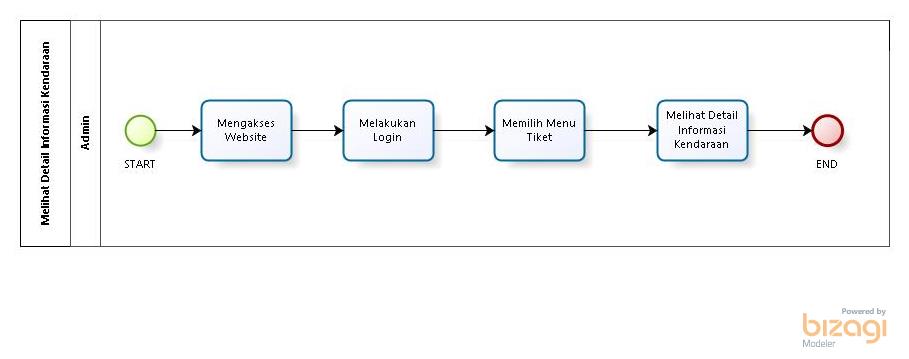 Melihat Detail Informasi Kendaraan
Admin
START
Mengakses
Website
Melakukan
Login
Memilih Menu
Tiket
Melihat Detail
Informasi
Kendaraan
END
Powered by
bizagi
Modeler